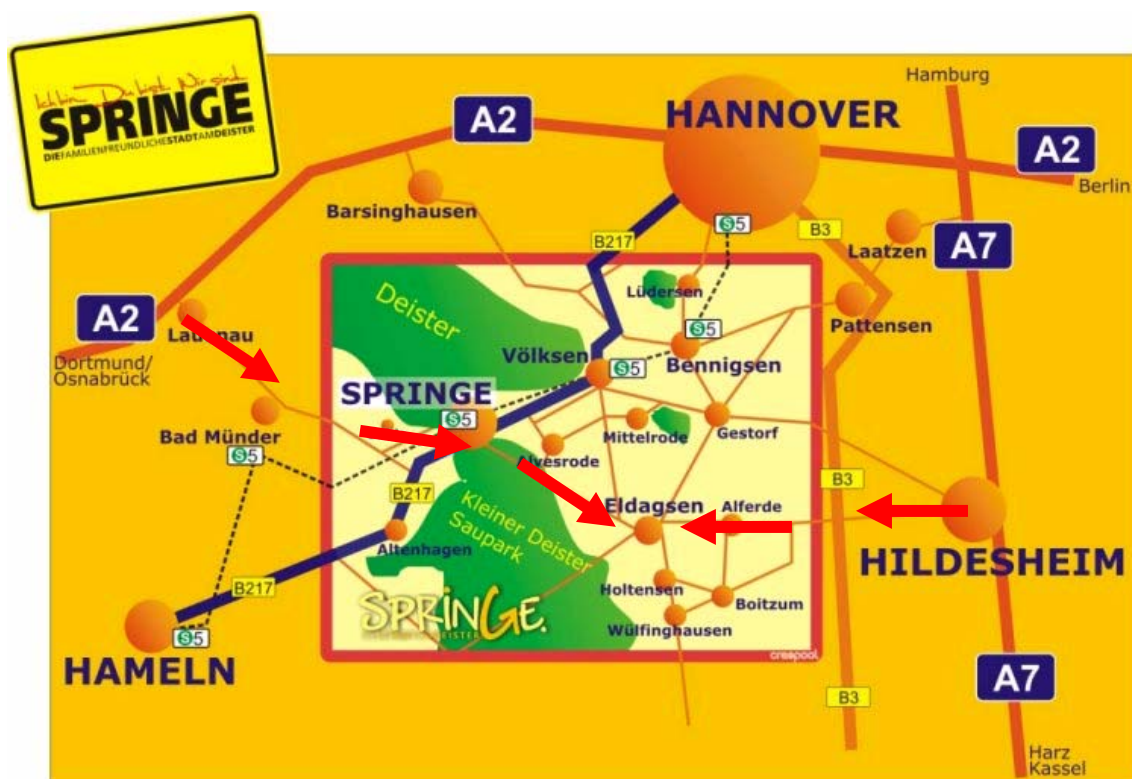 Ich bin. Du bist. Wir sind.
SPRINGE
DIEFAMILIENFREUNDLICHESTADTAMDEISTER
Hamburg
A2
HANNOVER
A2
Berlin
Barsinghausen
S5
B3
B217
Laatzen
A7
Deister
Lüdersen
A2
Lauenau
S5
Pattensen
Dortmund/
Osnabrück
Völksen
S5
Bennigsen
SPRINGE
S5
Bad Münder
Mittelrode
Gestorf
S5
Alvesrode
B217
B3
Kleiner Deister
Saupark
Eldagsen
Alferde
Altenhagen
HILDESHEIM
B217
SPRINGE.
Holtensen
Boitzum
S5
Wülfinghausen
creapool
HAMELN
A7
B3
Harz
Kassel